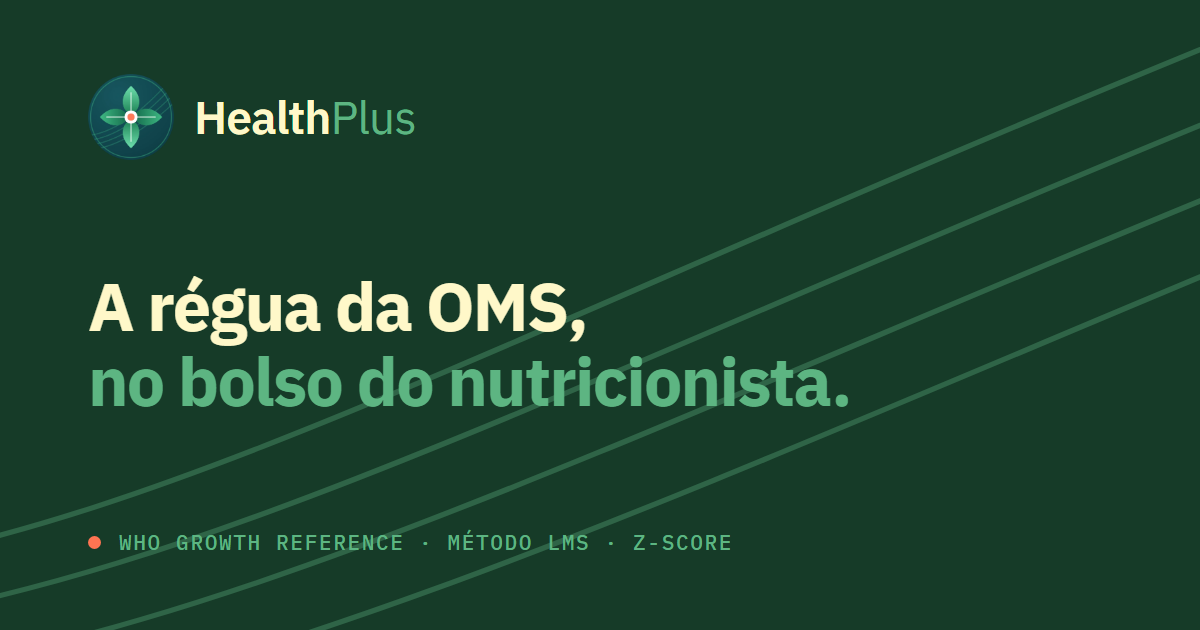 HealthPlus
A régua da OMS,
no bolso do nutricionista.
WHO GROWTH REFERENCE · MÉTODO LMS · Z-SCORE